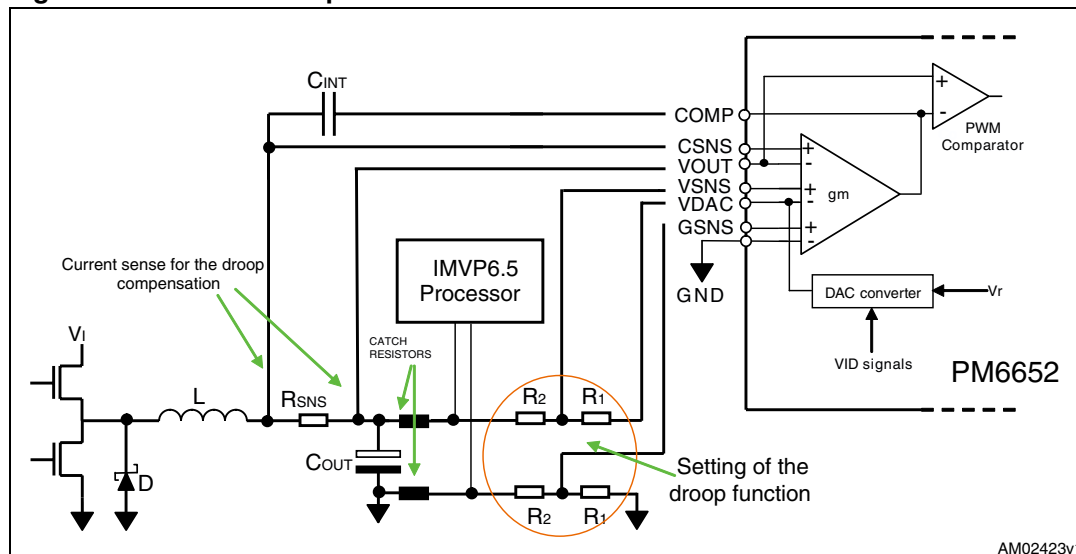 CINT
COMP
CSNS
VOUT
VSNS
VDAC
GSNS
GND
+
-
PWM
Comparator
+
-
+
-
+
-
gm
DAC converter
Vr
VID signals
PM6652
Current sense for the droop
compensation
IMVP6.5
Processor
CATCH
RESISTORS
VI
L
RSNS
R2
R1
D
COUT
R2
R1
Setting of the
droop function
AM02423v